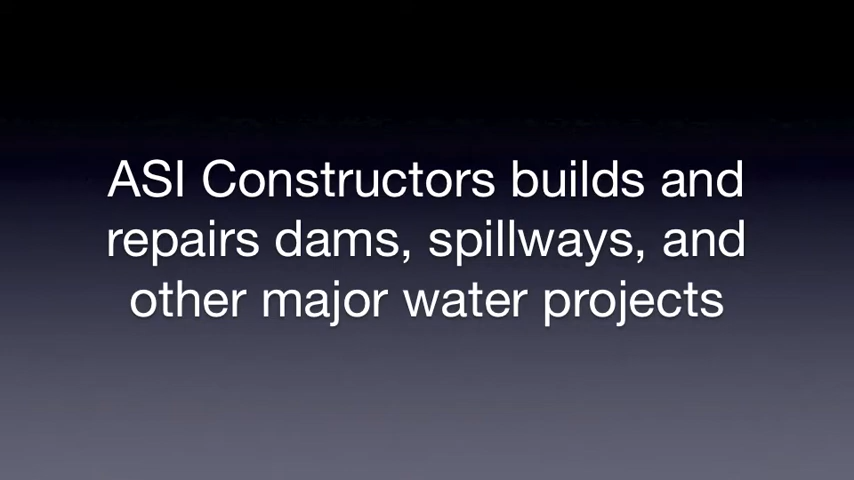 ASI Constructors builds and
repairs dams, spillways, and
other major water projects